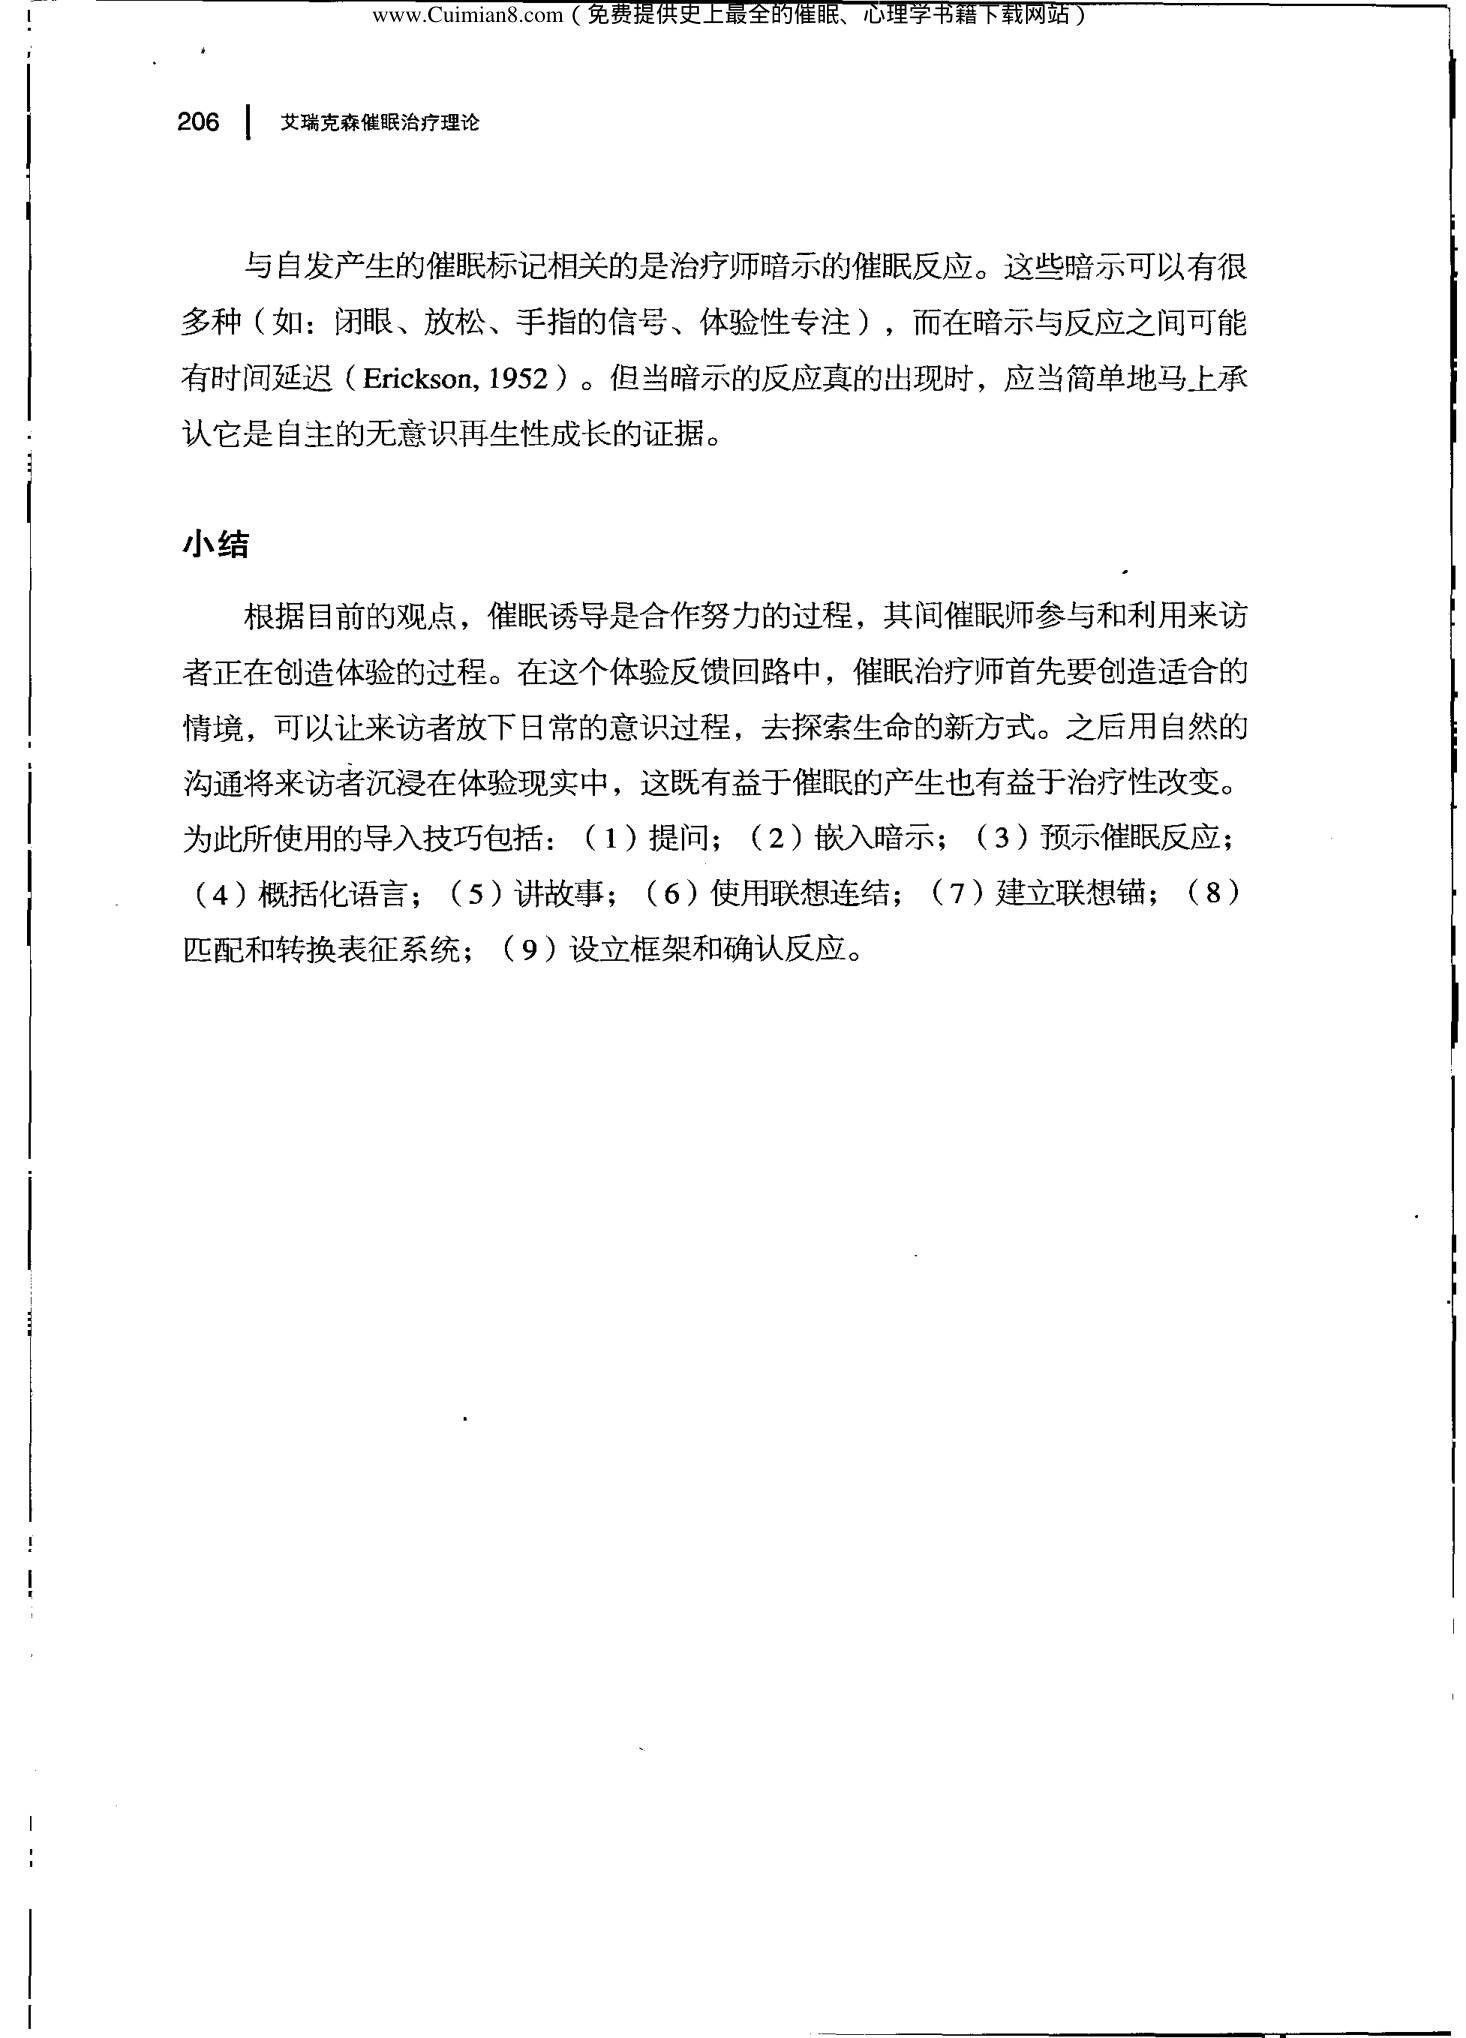 www.Cuimian8.com（免费提供史上最全的催眠、心理学书籍下载网站）
206 艾瑞克森催眠治疗理论
与自发产生的催眠标记相关的是治疗师暗示的催眠反应。这些暗示可以有很
多种（如：闭眼、放松、手指的信号、体验性专注），而在暗示与反应之间可能
有时间延迟（Erickson, 1952）。但当暗示的反应真的出现时，应当简单地马上承
认它是自主的无意识再生性成长的证据。
小结
根据目前的观点，催眠诱导是合作努力的过程，其间催眠师参与和利用来访
者正在创造体验的过程。在这个体验反馈回路中，催眠治疗师首先要创造适合的
情境，可以让来访者放下日常的意识过程，去探索生命的新方式。之后用自然的
沟通将来访者沉浸在体验现实中，这既有益于催眠的产生也有益于治疗性改变。
为此所使用的导入技巧包括：（1）提问；（2）嵌入暗示；（3）预示催眠反应；
（4）概括化语言；（5）讲故事；（6）使用联想连结；（7）建立联想锚；（8）
匹配和转换表征系统；（9）设立框架和确认反应。